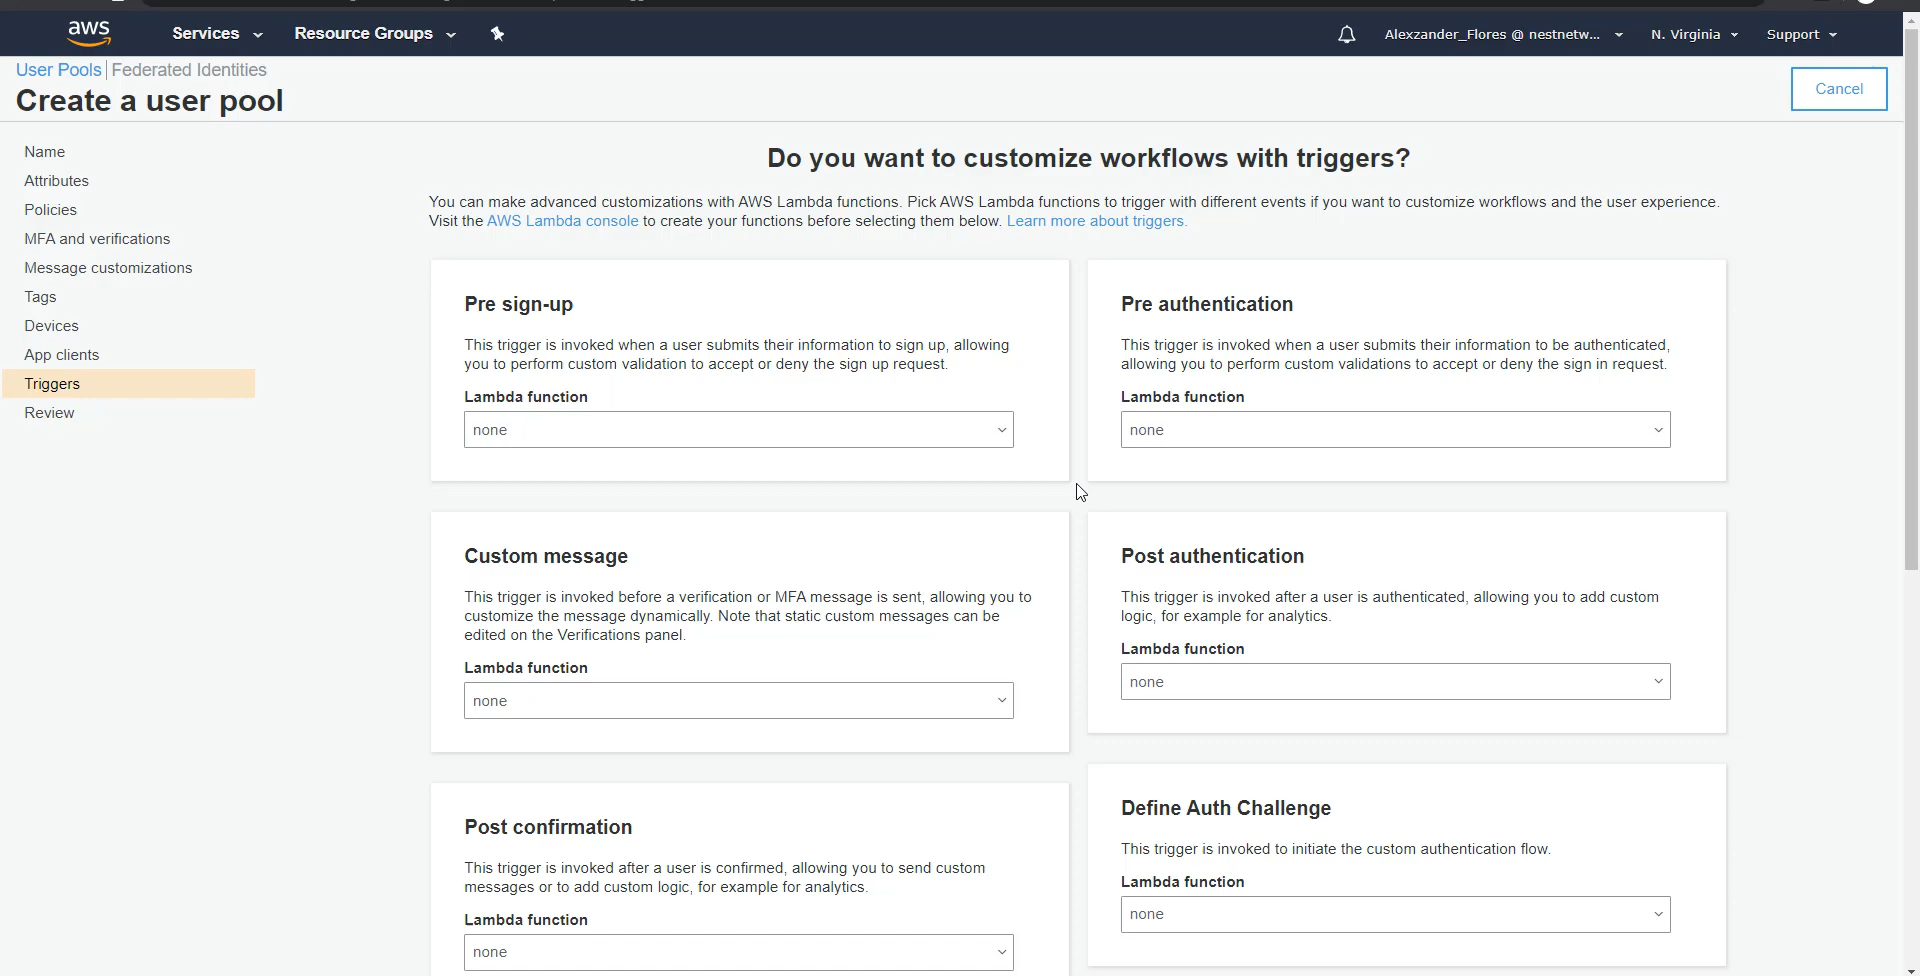 aws
Services
Resource Groups
Alexzander_Flores @ nestnetw...
N. Virginia
Support
User Pools
Federated Identities
Create a user pool
Cancel
Name
Attributes
Policies
MFA and verifications
Message customizations
Tags
Devices
App clients
Triggers
Review
Do you want to customize workflows with triggers?
You can make advanced customizations with AWS Lambda functions. Pick AWS Lambda functions to trigger with different events if you want to customize workflows and the user experience.
Visit the AWS Lambda console to create your functions before selecting them below. Learn more about triggers.
Pre sign-up
This trigger is invoked when a user submits their information to sign up, allowing
you to perform custom validation to accept or deny the sign up request.
Lambda function
none
Pre authentication
This trigger is invoked when a user submits their information to be authenticated,
allowing you to perform custom validations to accept or deny the sign in request.
Lambda function
none
Custom message
This trigger is invoked before a verification or MFA message is sent, allowing you to
customize the message dynamically. Note that static custom messages can be
edited on the Verifications panel.
Lambda function
none
Post authentication
This trigger is invoked after a user is authenticated, allowing you to add custom
logic, for example for analytics.
Lambda function
none
Post confirmation
This trigger is invoked after a user is confirmed, allowing you to send custom
messages or to add custom logic, for example for analytics.
Lambda function
none
Define Auth Challenge
This trigger is invoked to initiate the custom authentication flow.
Lambda function
none